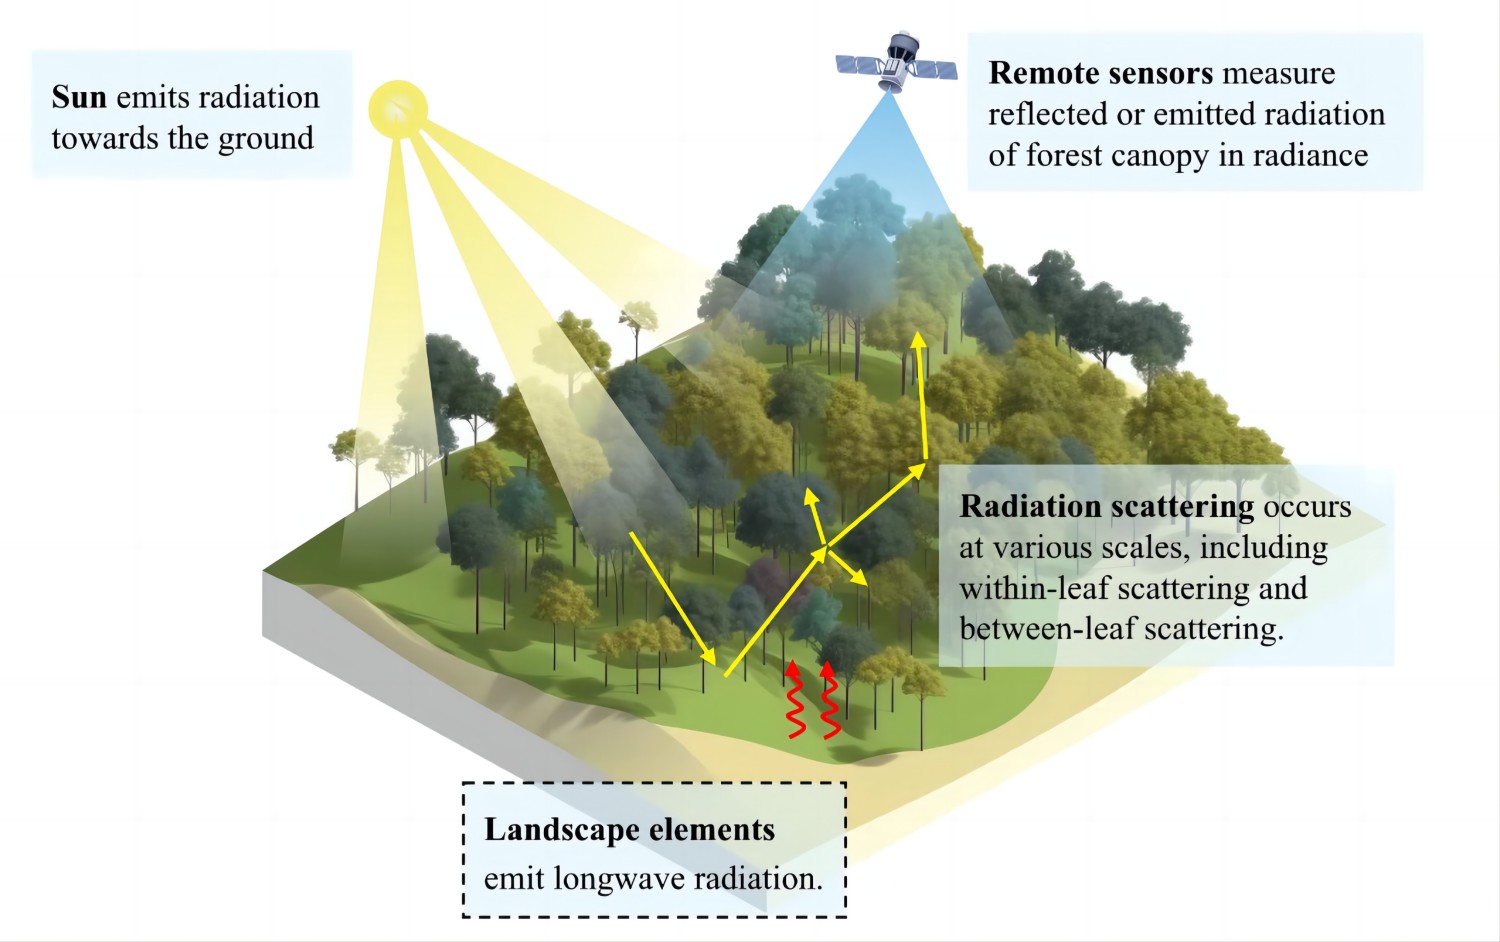 Sun emits radiation
towards the ground
Remote sensors measure
reflected or emitted radiation
of forest canopy in radiance
Radiation scattering occurs
at various scales, including
within-leaf scattering and
between-leaf scattering.
Landscape elements
emit longwave radiation.